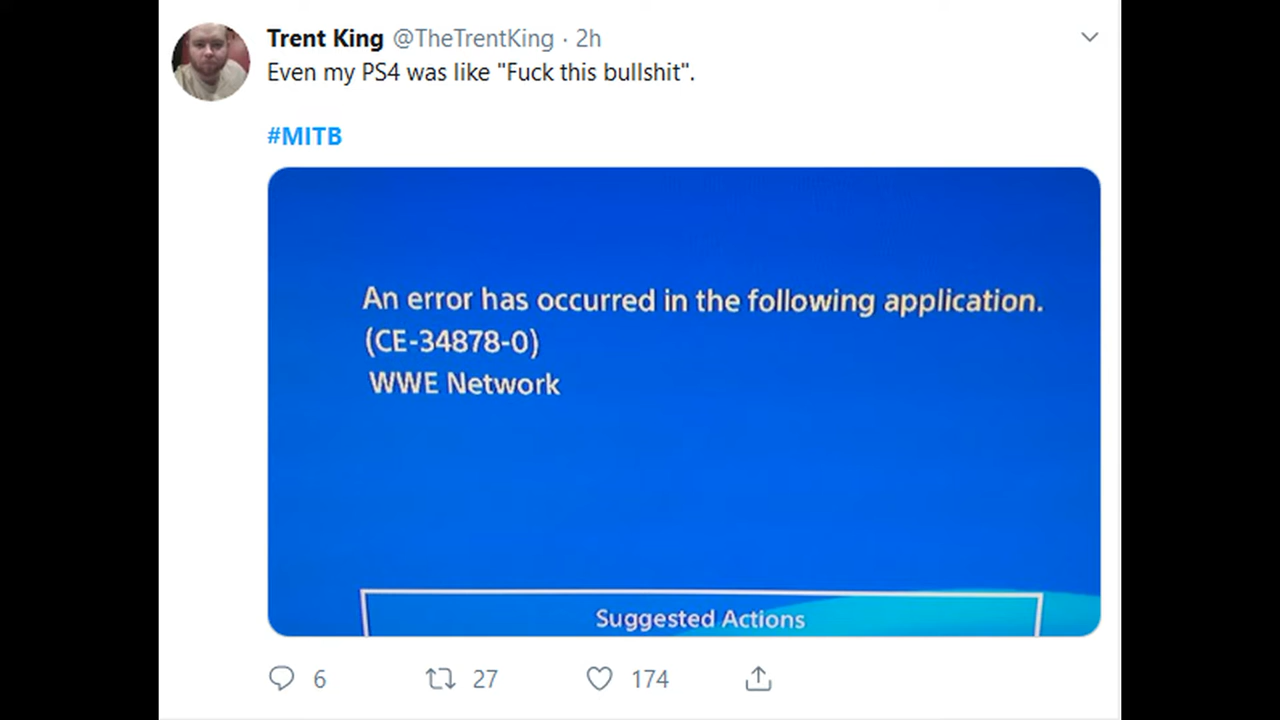 Trent King @TheTrentKing · 2h
Even my PS4 was like "Fuck this bullshit".
#MITB
An error has occurred in the following application.
(CE-34878-0)
WWE Network
Suggested Actions
6 27 174